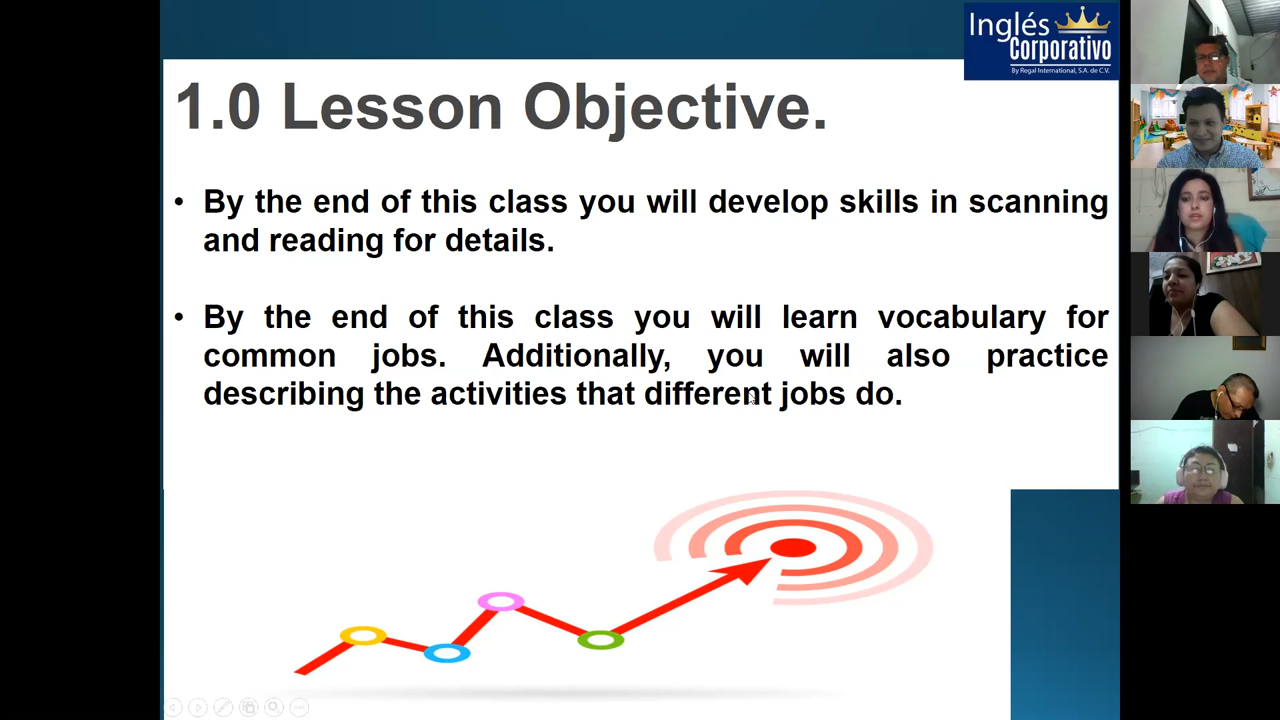 Inglés
Corporativo
By Regal International, S.A. de C.V.
1.0 Lesson Objective.
• By the end of this class you will develop skills in scanning
and reading for details.
• By the end of this class you will learn vocabulary for
common jobs. Additionally, you will also practice
describing the activities that different jobs do.